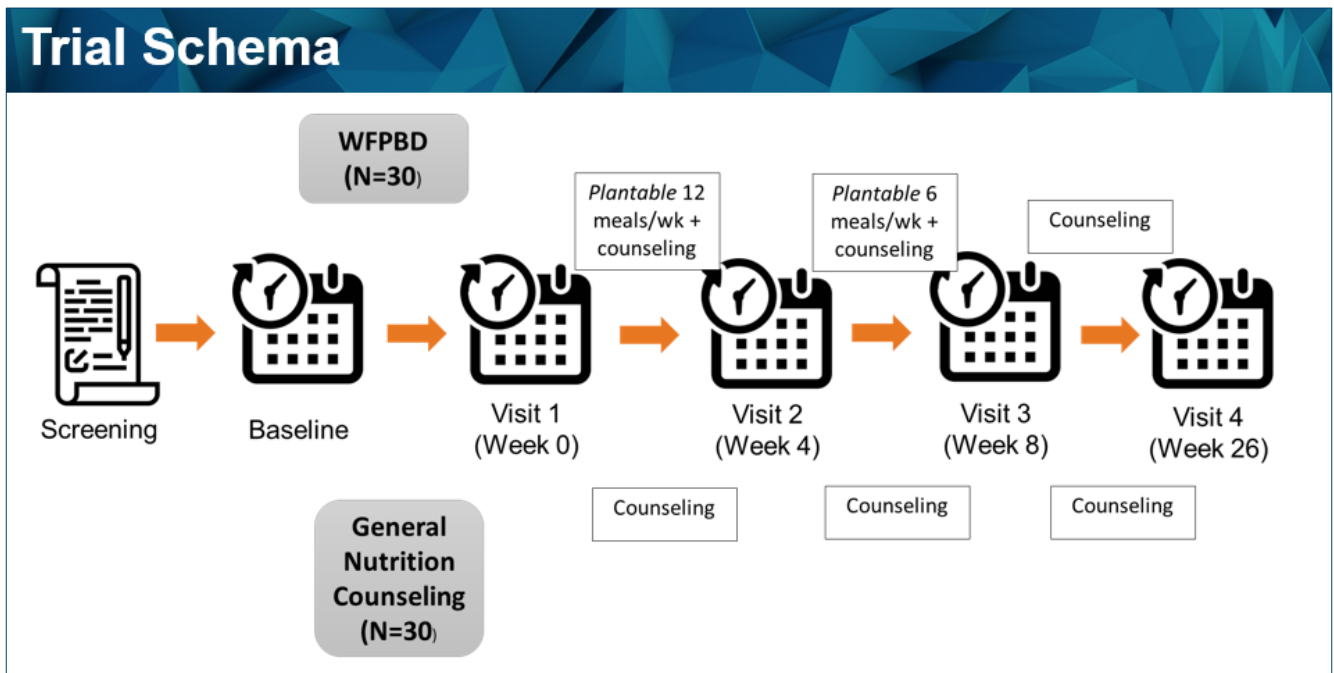 Trial Schema
WFPBD
(N=30)
Plantable 12
meals/wk +
counseling
Plantable 6
meals/wk +
counseling
Counseling
Screening
Baseline
Visit 1
(Week 0)
Visit 2
(Week 4)
Visit 3
(Week 8)
Visit 4
(Week 26)
General
Nutrition
Counseling
(N=30)
Counseling
Counseling
Counseling